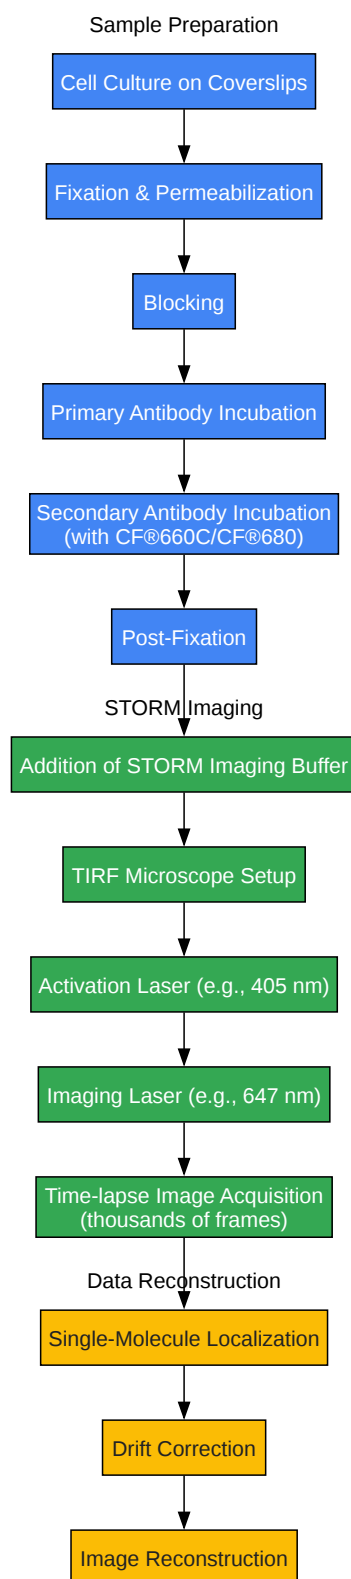 Sample Preparation
Cell Culture on Coverslips
Fixation & Permeabilization
Blocking
Primary Antibody Incubation
Secondary Antibody Incubation
(with CF®660C/CF®680)
Post-Fixation
STORM Imaging
Addition of STORM Imaging Buffer
TIRF Microscope Setup
Activation Laser (e.g., 405 nm)
Imaging Laser (e.g., 647 nm)
Time-lapse Image Acquisition
(thousands of frames)
Data Reconstruction
Single-Molecule Localization
Drift Correction
Image Reconstruction